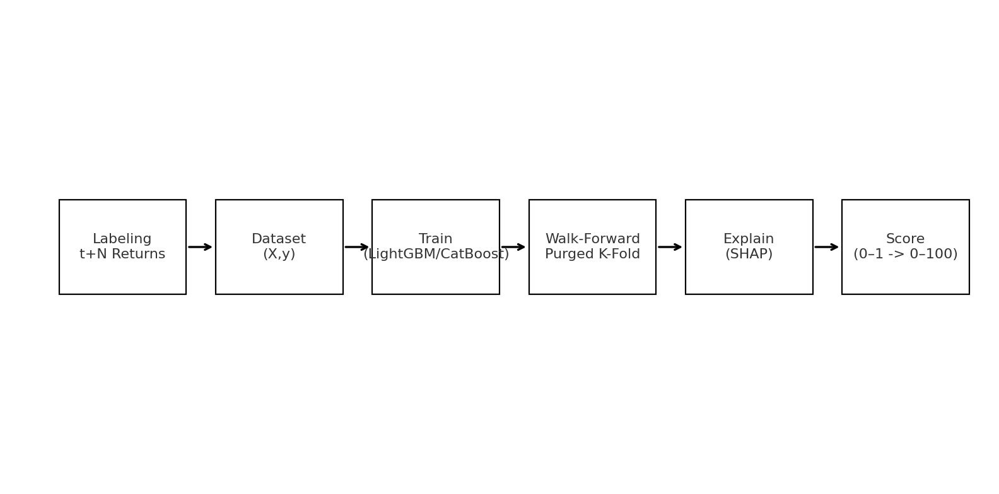 Labeling
t+N Returns
Dataset
(X,y)
Train
(LightGBM/CatBoost)
Walk-Forward
Purged K-Fold
Explain
(SHAP)
Score
(0–1 -> 0–100)